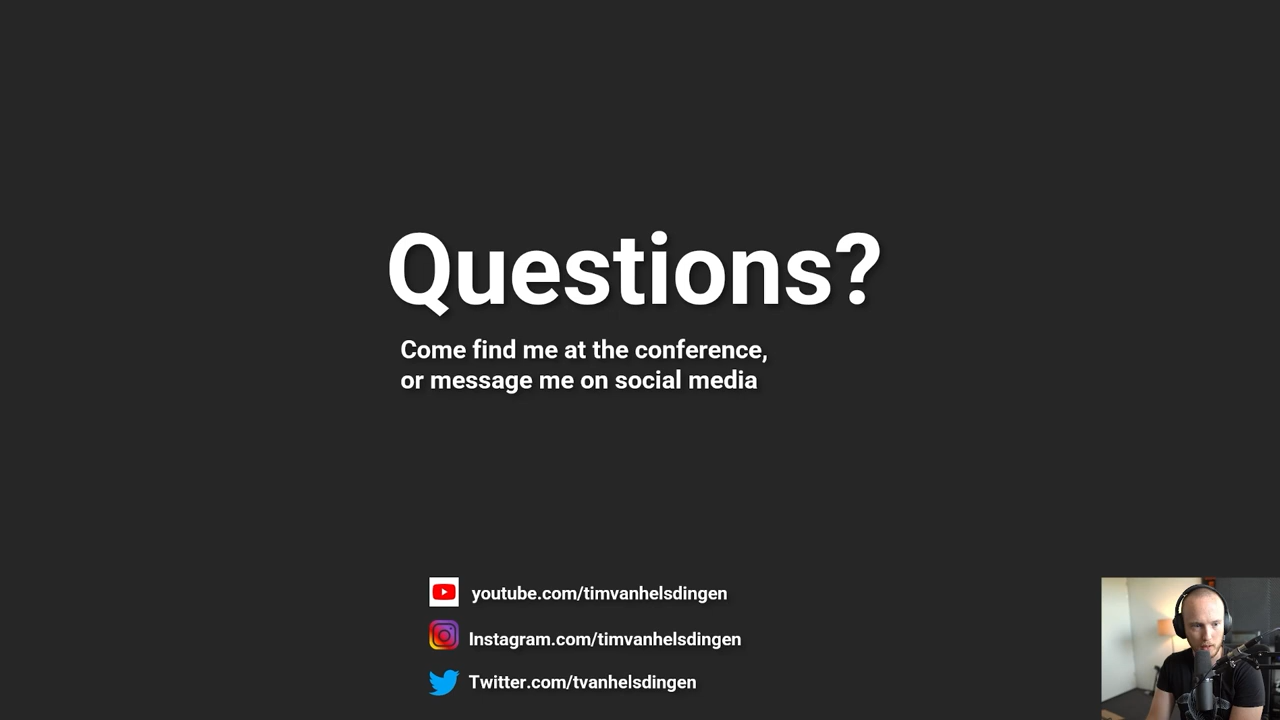 Questions?
Come find me at the conference,
or message me on social media
youtube.com/timvanhelsdingen
Instagram.com/timvanhelsdingen
Twitter.com/tvanhelsdingen